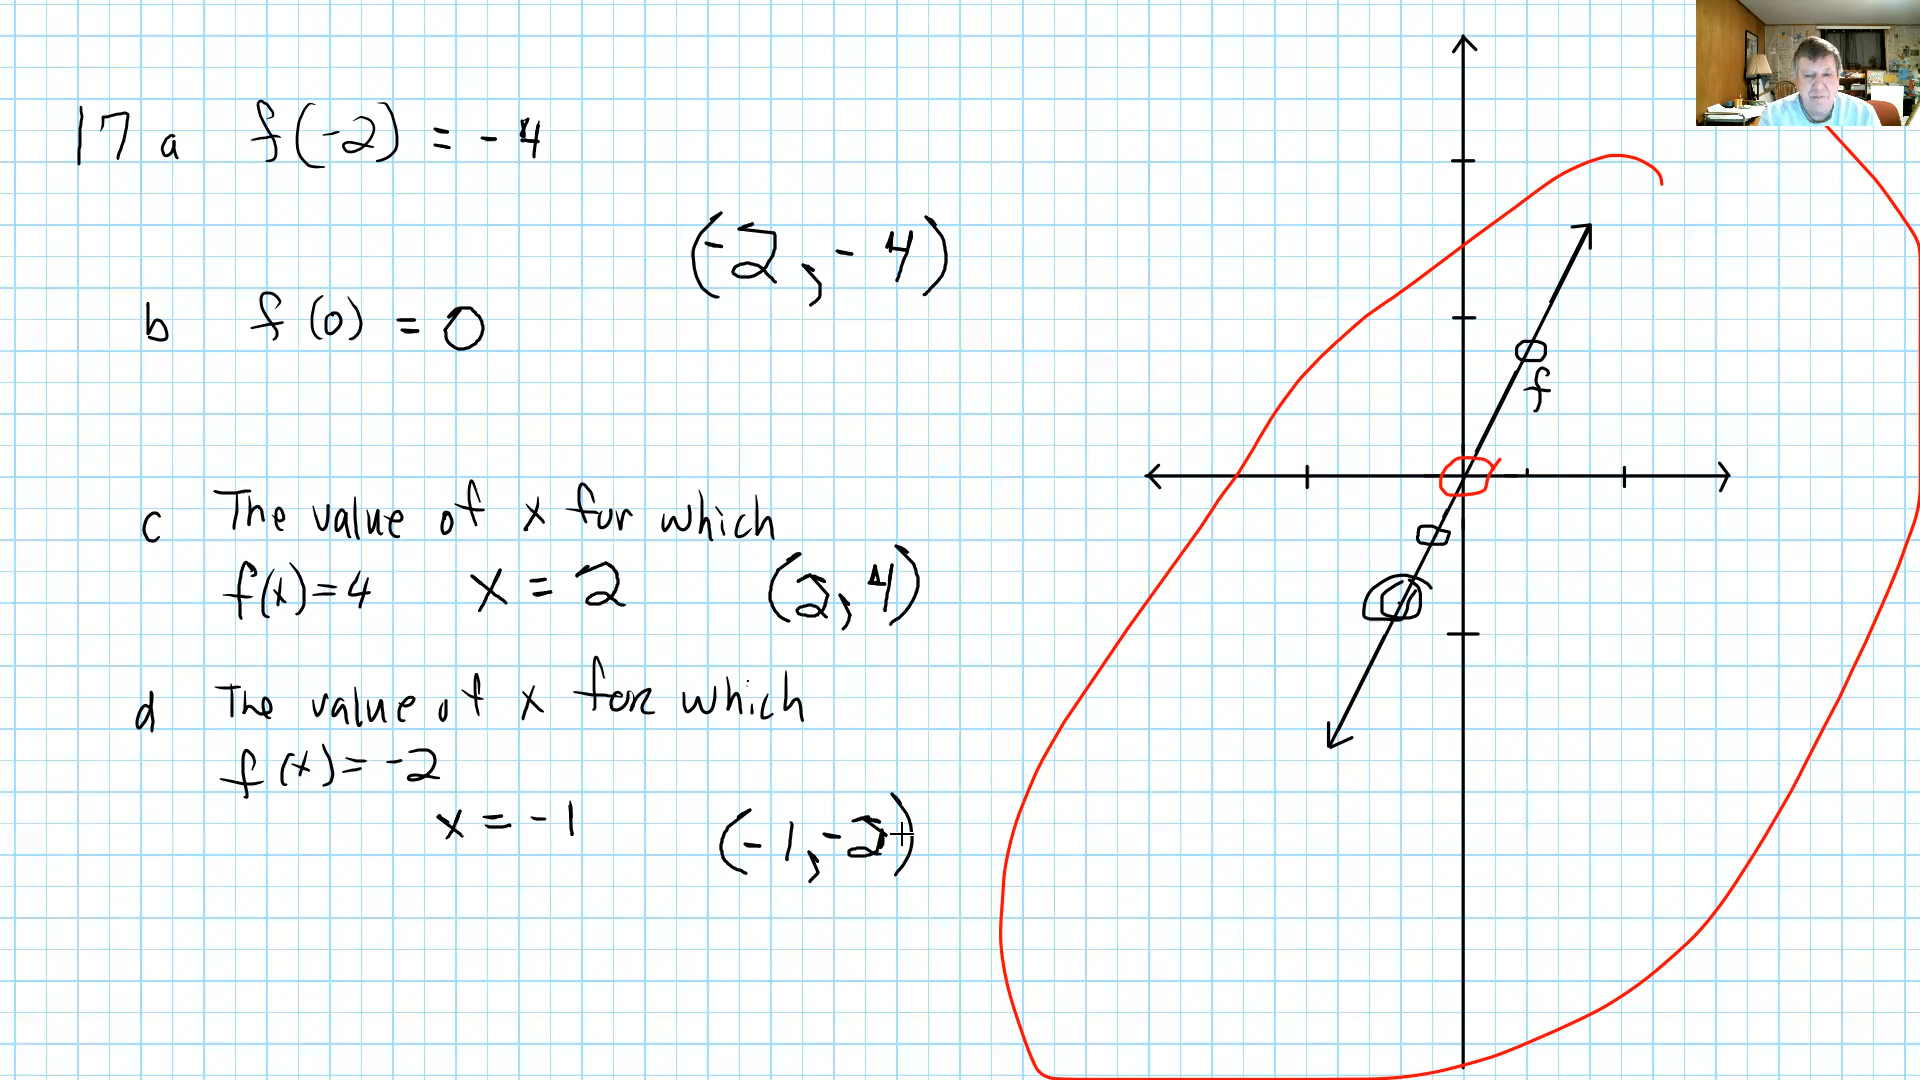 17 a f(-2) = -4
(-2, -4)
b f(0) = 0
f
c The value of x for which
f(x) = 4 x = 2 (2, 4)
d The value of x for which
f(x) = -2
x = -1 (-1, -2)